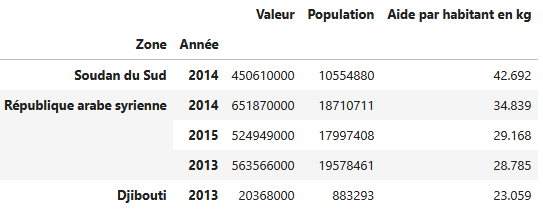 Valeur Population Aide par habitant en kg
Zone Année
Soudan du Sud 2014 450610000 10554880 42.692
République arabe syrienne 2014 651870000 18710711 34.839
2015 524949000 17997408 29.168
2013 563566000 19578461 28.785
Djibouti 2013 20368000 883293 23.059